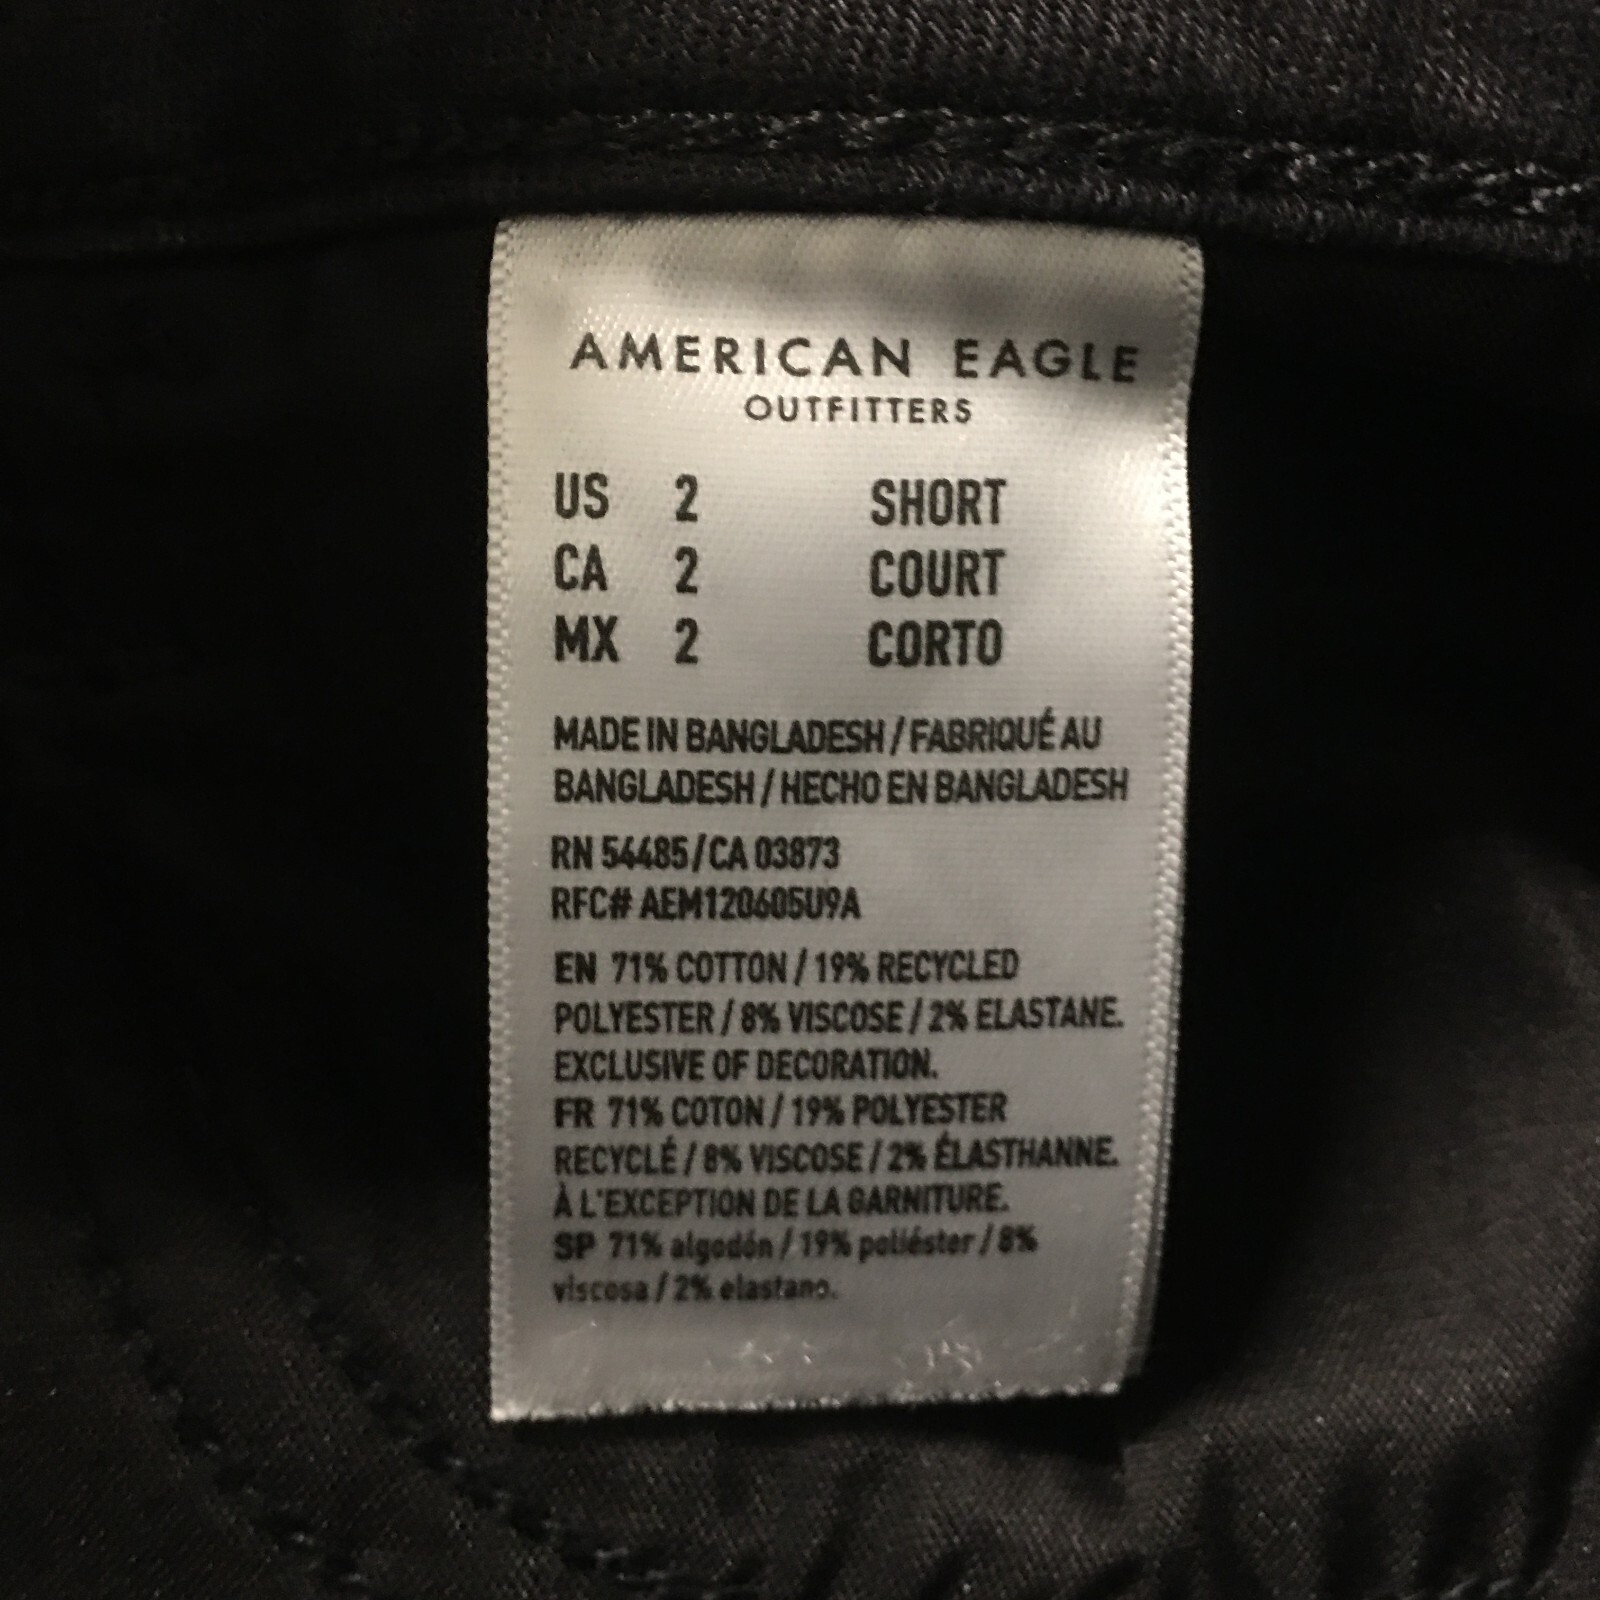 AMERICAN EAGLE
OUTFITTERS
US 2 SHORT
CA 2 COURT
MX 2 CORTO
MADE IN BANGLADESH / FABRIQUÉ AU
BANGLADESH / HECHO EN BANGLADESH
RN 54485 / CA 03873
RFC# AEM120605U9A
EN 71% COTTON / 19% RECYCLED
POLYESTER / 8% VISCOSE / 2% ELASTANE.
EXCLUSIVE OF DECORATION.
FR 71% COTON / 19% POLYESTER
RECYCLÉ / 8% VISCOSE / 2% ÉLASTHANNE.
À L'EXCEPTION DE LA GARNITURE.
SP 71% algodón / 19% poliéster / 8%
viscosa / 2% elastano.